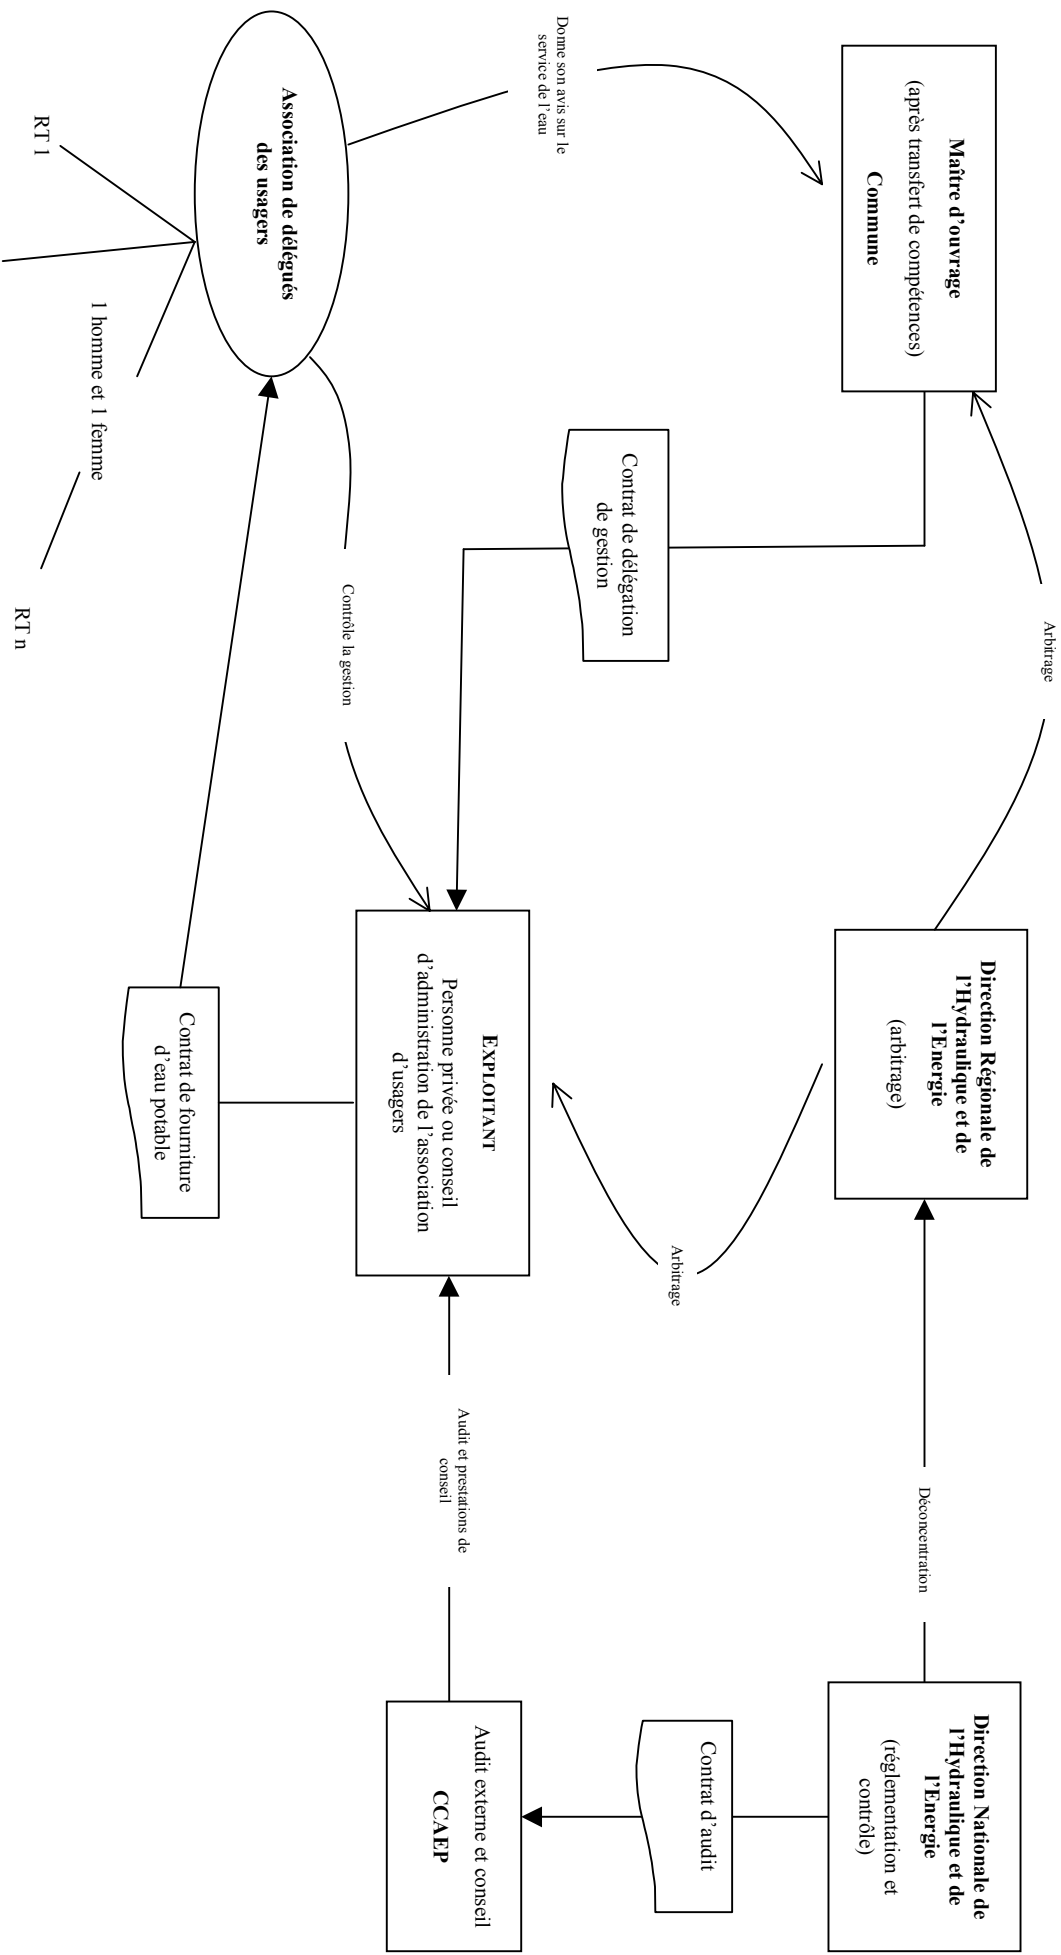 Maître d'ouvrage
(après transfert de compétences)
Commune
Arbitrage
Direction Régionale de
l'Hydraulique et de
l'Energie
(arbitrage)
Déconcentration
Direction Nationale de
l'Hydraulique et de
l'Energie
(réglementation et
contrôle)
Donne son avis sur le
service de l'eau
Contrat de délégation
de gestion
Arbitrage
Contrat d'audit
Association de délégués
des usagers
Contrôle la gestion
EXPLOITANT
Personne privée ou conseil
d'administration de l'association
d'usagers
Audit et prestations de
conseil
Audit externe et conseil
CCAEP
Contrat de fourniture
d'eau potable
RT 1
1 homme et 1 femme
RT n